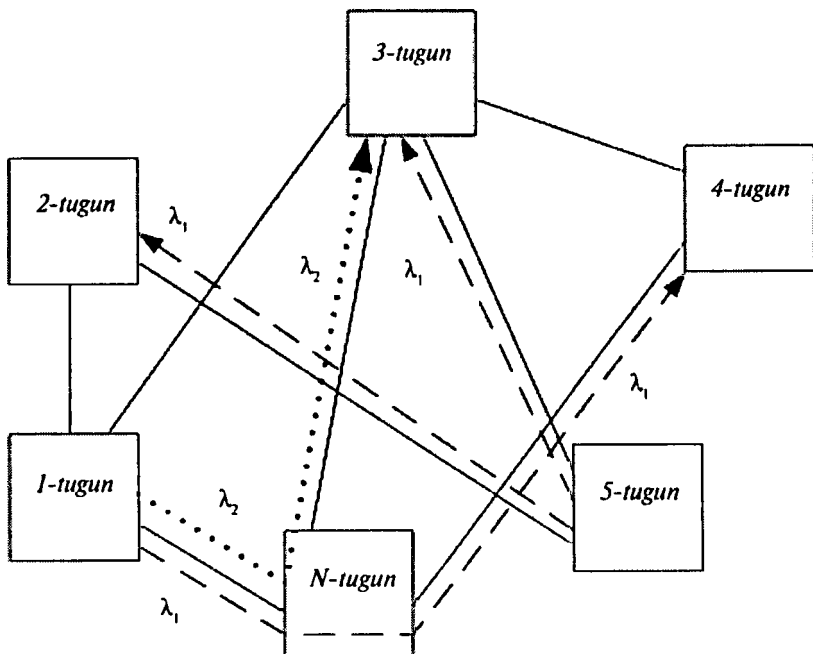 3-tugun
2-tugun
4-tugun
λ₁
λ₂
λ₁
λ₁
1-tugun
λ₂
5-tugun
N-tugun
λ₁